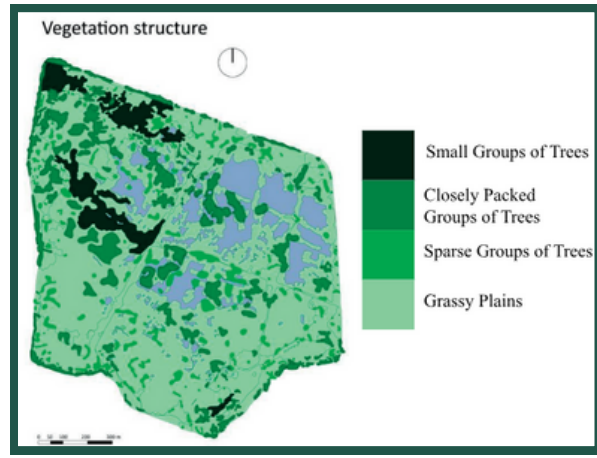 Vegetation structure
Small Groups of Trees
Closely Packed
Groups of Trees
Sparse Groups of Trees
Grassy Plains